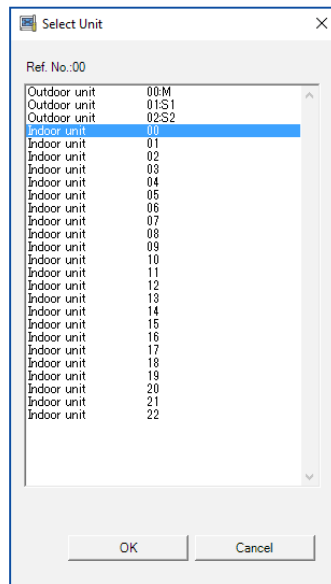 Select Unit
Ref. No.:00
Outdoor unit 00:M
Outdoor unit 01:S1
Outdoor unit 02:S2
Indoor unit 00
Indoor unit 01
Indoor unit 02
Indoor unit 03
Indoor unit 04
Indoor unit 05
Indoor unit 06
Indoor unit 07
Indoor unit 08
Indoor unit 09
Indoor unit 10
Indoor unit 11
Indoor unit 12
Indoor unit 13
Indoor unit 14
Indoor unit 15
Indoor unit 16
Indoor unit 17
Indoor unit 18
Indoor unit 19
Indoor unit 20
Indoor unit 21
Indoor unit 22
OK Cancel